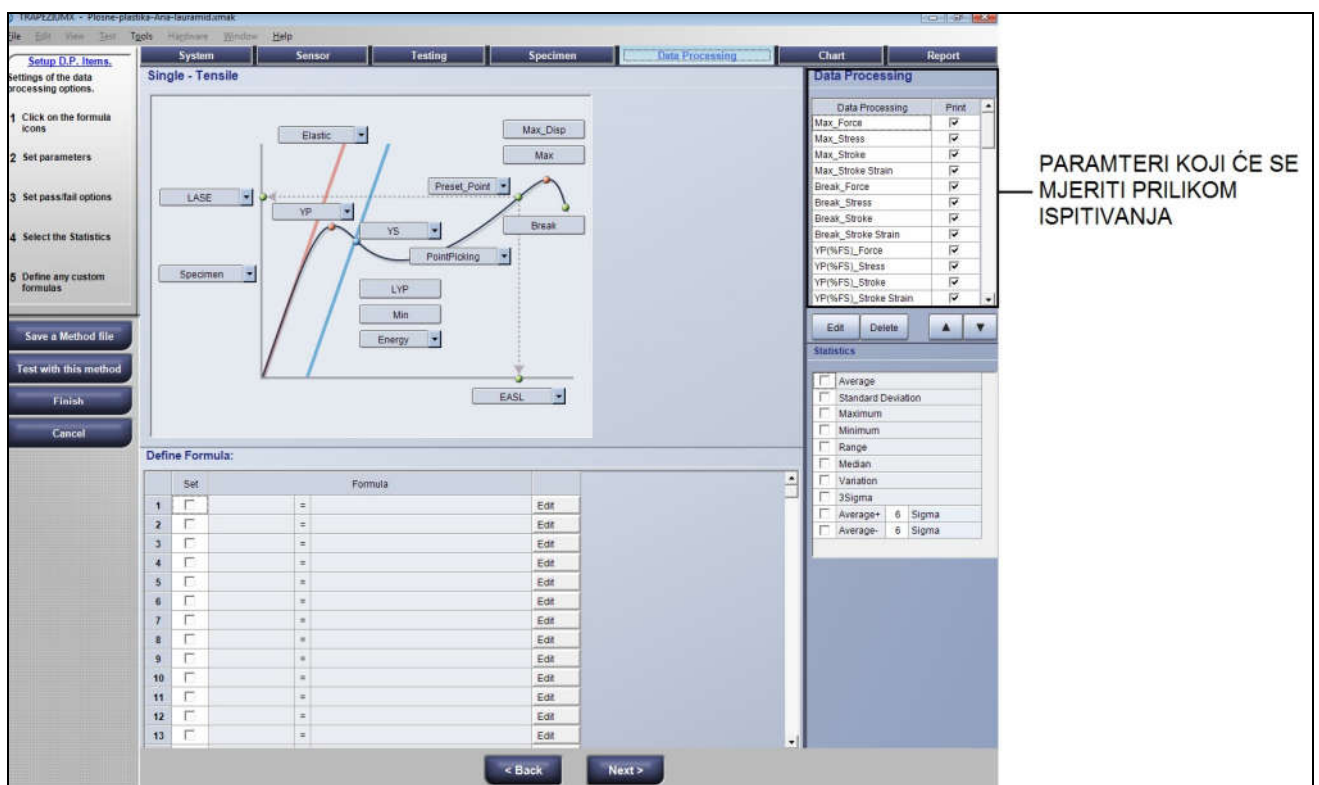 TRAPEZIUMX - Plosne-plastika-Ana-lauramid.xmak
File Edit View Test Tools Hardware Window Help
Setup D.P. Items.
Settings of the data
processing options.
1 Click on the formula
icons
2 Set parameters
3 Set pass/fail options
4 Select the Statistics
5 Define any custom
formulas
Save a Method file
Test with this method
Finish
Cancel
System Sensor Testing Specimen Data Processing Chart Report
Single - Tensile
Elastic
Max_Disp
Max
Preset_Point
LASE
YP
YS
Break
PointPicking
Specimen
LYP
Min
Energy
EASL
Define Formula:
Set Formula
1 = Edit
2 = Edit
3 = Edit
4 = Edit
5 = Edit
6 = Edit
7 = Edit
8 = Edit
9 = Edit
10 = Edit
11 = Edit
12 = Edit
13 = Edit
< Back Next >
Data Processing
Data Processing Print
Max_Force
Max_Stress
Max_Stroke
Max_Stroke Strain
Break_Force
Break_Stress
Break_Stroke
Break_Stroke Strain
YP(%FS)_Force
YP(%FS)_Stress
YP(%FS)_Stroke
YP(%FS)_Stroke Strain
Edit Delete
Statistics
Average
Standard Deviation
Maximum
Minimum
Range
Median
Variation
3Sigma
Average+ 6 Sigma
Average- 6 Sigma
PARAMTERI KOJI ĆE SE
MJERITI PRILIKOM
ISPITIVANJA